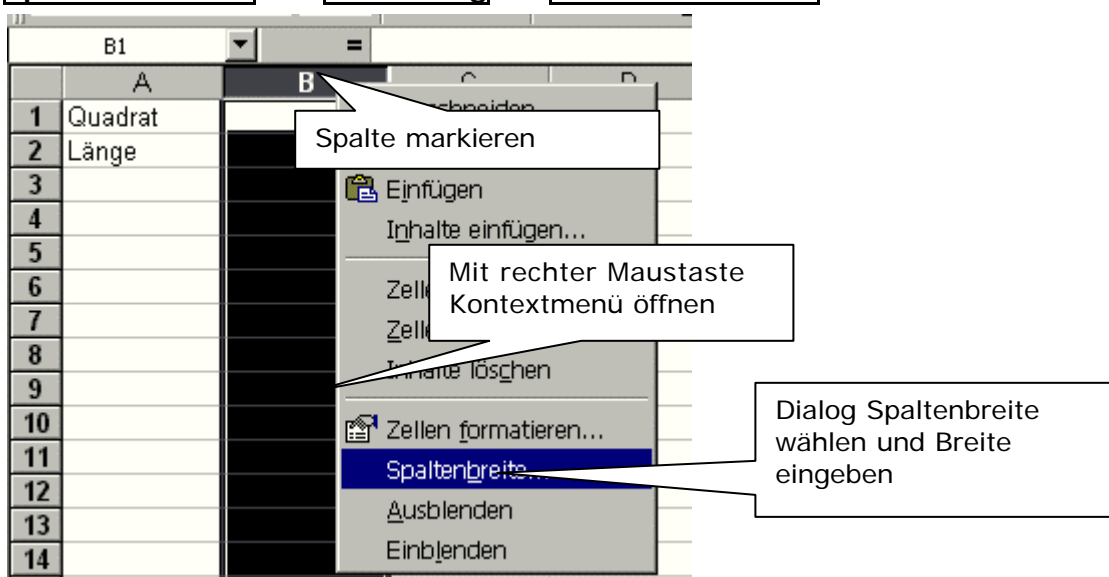 B1 =
A B
1 Quadrat
2 Länge
3
4
5
6
7
8
9
10
11
12
13
14
Spalte markieren
Einfügen
Inhalte einfügen...
Mit rechter Maustaste
Kontextmenü öffnen
Inhalte löschen
Zellen formatieren...
Spaltenbreite...
Ausblenden
Einblenden
Dialog Spaltenbreite
wählen und Breite
eingeben